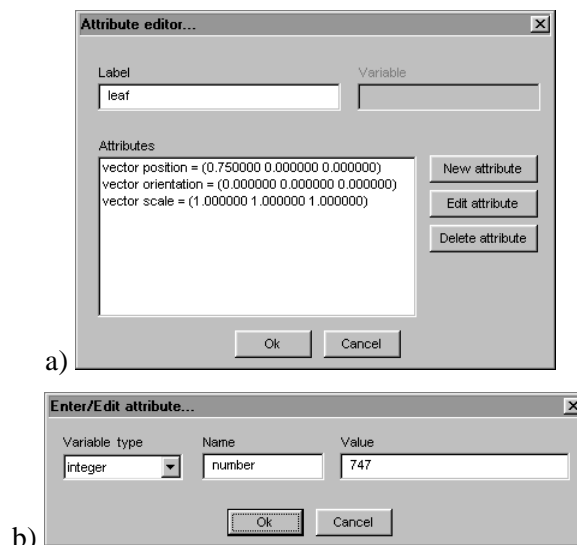 Attribute editor...
Label
Variable
leaf
Attributes
vector position = (0.750000 0.000000 0.000000)
vector orientation = (0.000000 0.000000 0.000000)
vector scale = (1.000000 1.000000 1.000000)
New attribute
Edit attribute
Delete attribute
Ok
Cancel
a)
Enter/Edit attribute...
Variable type
Name
Value
integer
number
747
Ok
Cancel
b)